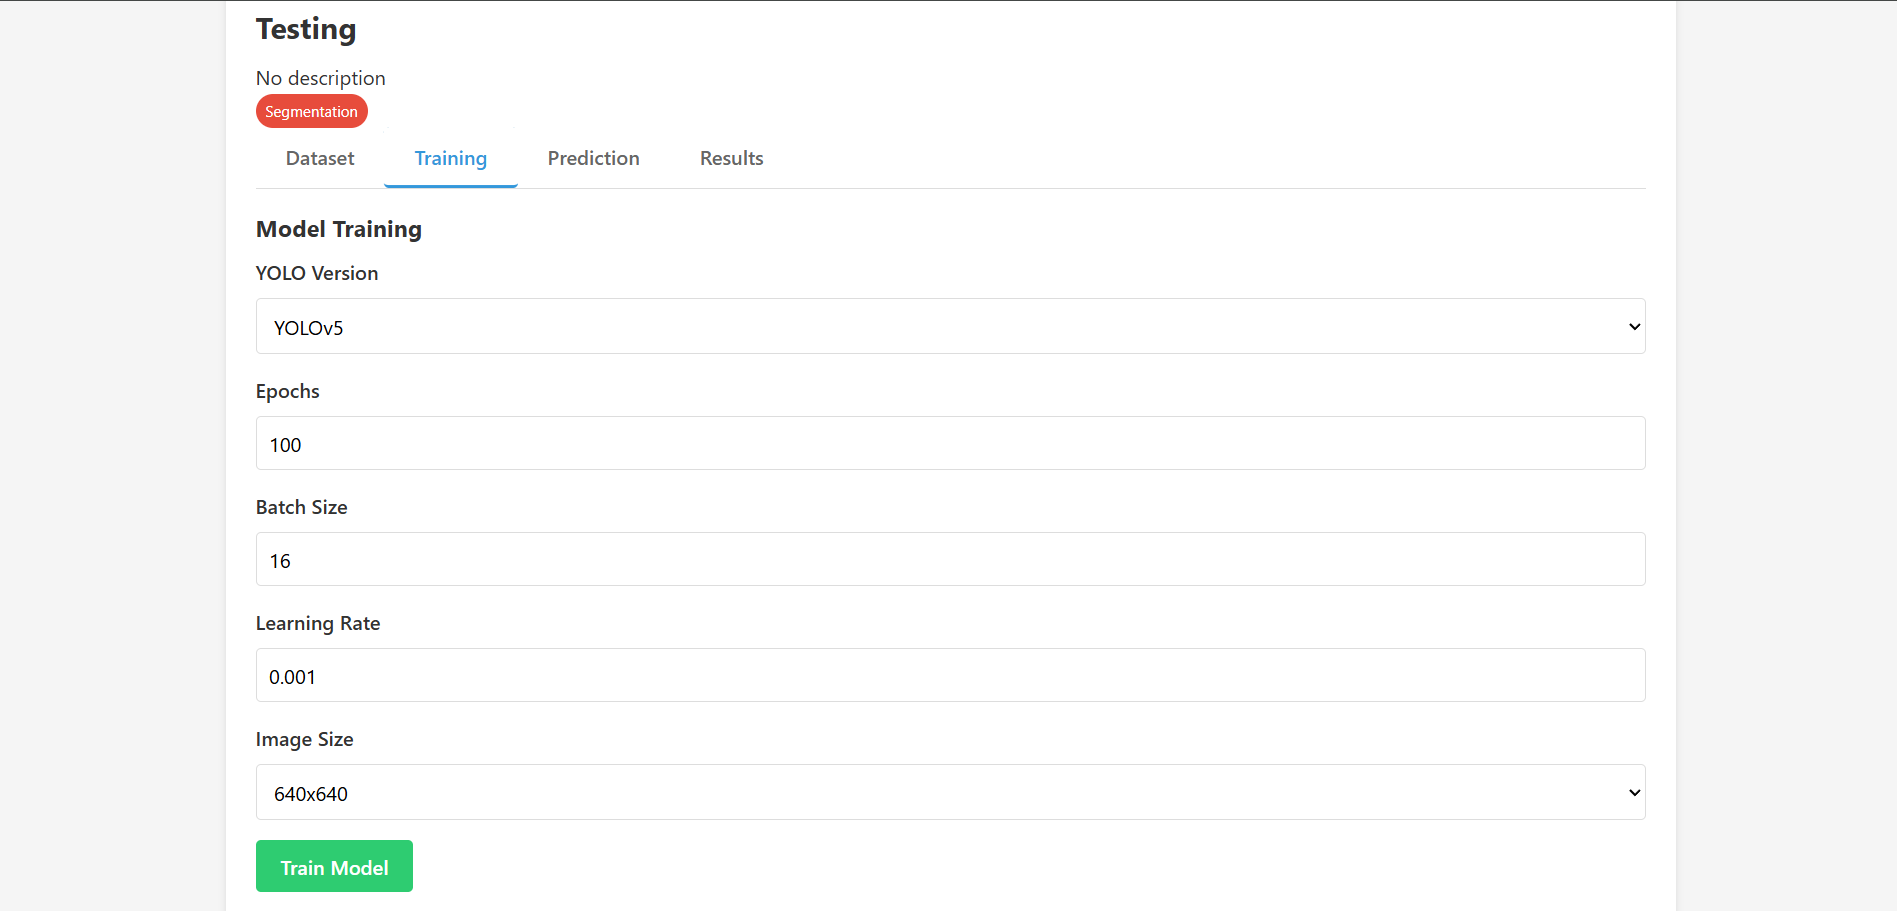 Testing
No description
Segmentation
Dataset Training Prediction Results
Model Training
YOLO Version
YOLOv5
Epochs
100
Batch Size
16
Learning Rate
0.001
Image Size
640x640
Train Model